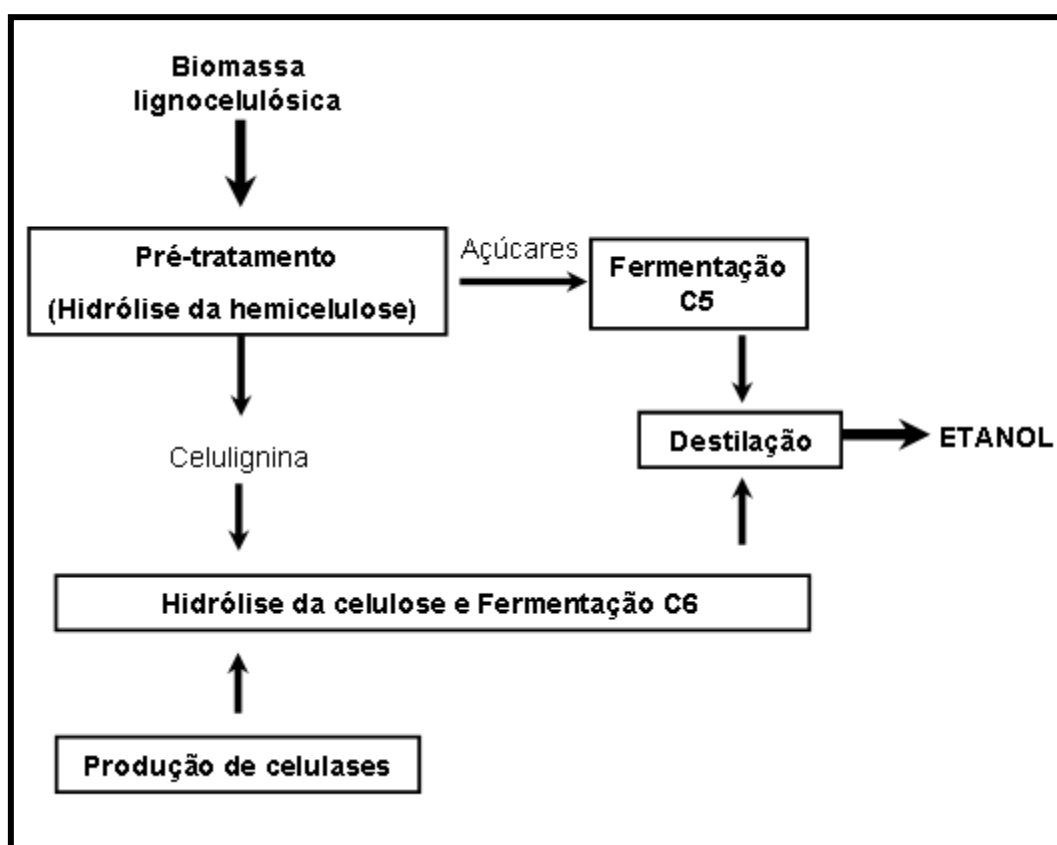 Biomassa
lignocelulósica
Pré-tratamento
(Hidrólise da hemicelulose)
Açúcares
Fermentação
C5
Destilação
ETANOL
Celulignina
Hidrólise da celulose e Fermentação C6
Produção de celulases